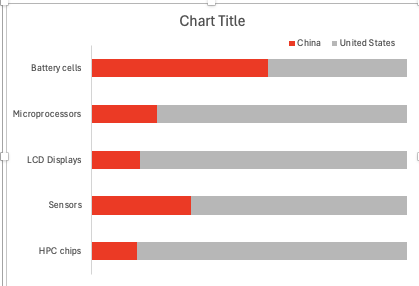 Chart Title
China United States
Battery cells
Microprocessors
LCD Displays
Sensors
HPC chips